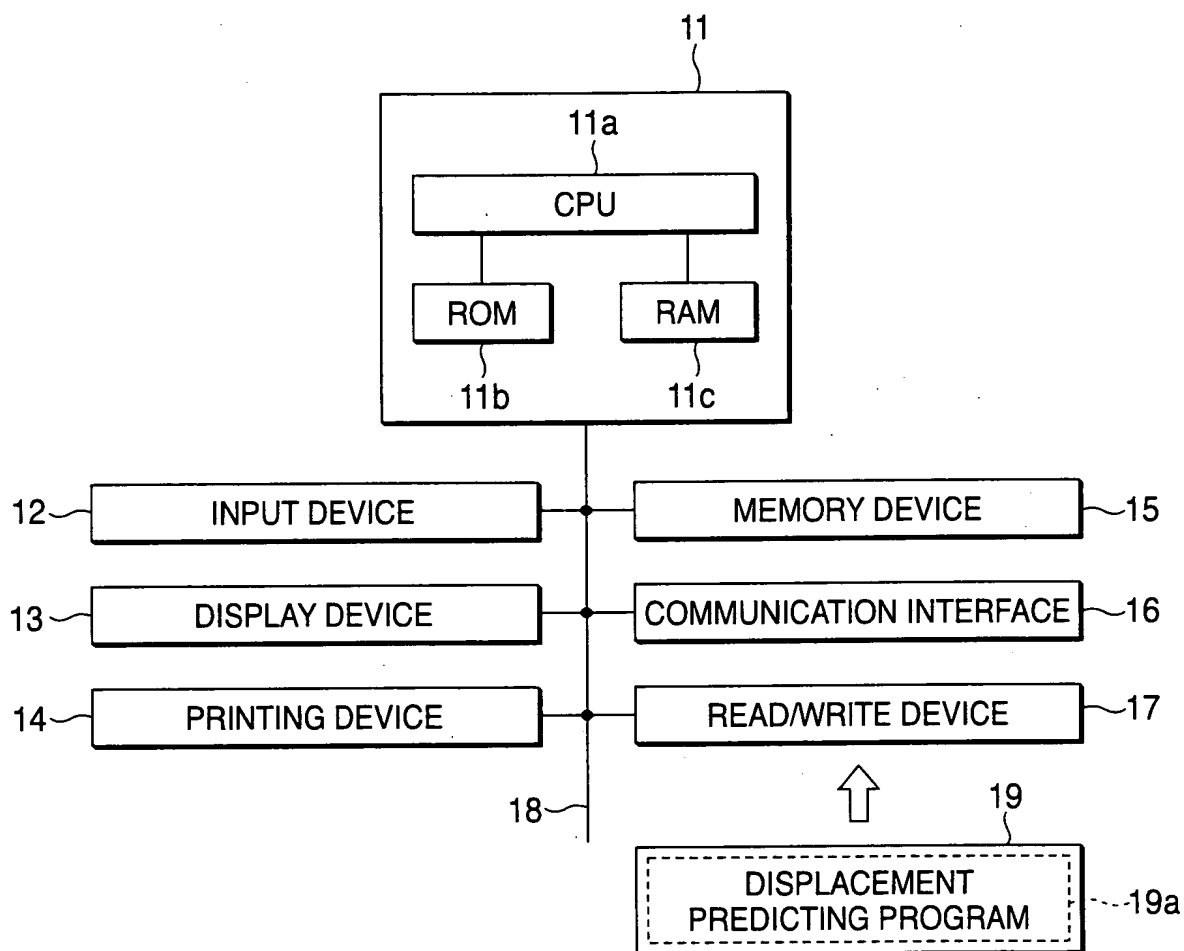 11
11a
CPU
ROM
RAM
11b
11c
12
INPUT DEVICE
MEMORY DEVICE
15
13
DISPLAY DEVICE
COMMUNICATION INTERFACE
16
14
PRINTING DEVICE
READ/WRITE DEVICE
17
18
19
DISPLACEMENT
PREDICTING PROGRAM
19a